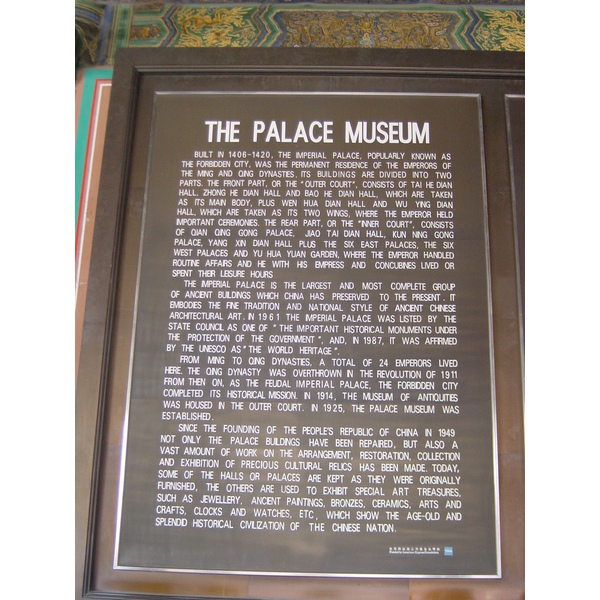 THE PALACE MUSEUM
BUILT IN 1406-1420, THE IMPERIAL PALACE, POPULARLY KNOWN AS
THE FORBIDDEN CITY, WAS THE PERMANENT RESIDENCE OF THE EMPERORS OF
THE MING AND QING DYNASTIES, ITS BUILDINGS ARE DIVIDED INTO TWO
PARTS. THE FRONT PART, OR THE "OUTER COURT", CONSISTS OF TAI HE DIAN
HALL, ZHONG HE DIAN HALL AND BAO HE DIAN HALL, WHICH ARE TAKEN
AS ITS MAIN BODY, PLUS WEN HUA DIAN HALL AND WU YING DIAN
HALL, WHICH ARE TAKEN AS ITS TWO WINGS, WHERE THE EMPEROR HELD
IMPORTANT CEREMONIES. THE REAR PART, OR THE "INNER COURT", CONSISTS
OF QIAN QING GONG PALACE, JIAO TAI DIAN HALL, KUN NING GONG
PALACE, YANG XIN DIAN HALL PLUS THE SIX EAST PALACES, THE SIX
WEST PALACES AND YU HUA YUAN GARDEN, WHERE THE EMPEROR HANDLED
ROUTINE AFFAIRS AND HE WITH HIS EMPRESS AND CONCUBINES LIVED OR
SPENT THEIR LEISURE HOURS
THE IMPERIAL PALACE IS THE LARGEST AND MOST COMPLETE GROUP
OF ANCIENT BUILDINGS WHICH CHINA HAS PRESERVED TO THE PRESENT. IT
EMBODIES THE FINE TRADITION AND NATIONAL STYLE OF ANCIENT CHINESE
ARCHITECTURAL ART. IN 1961 THE IMPERIAL PALACE WAS LISTED BY THE
STATE COUNCIL AS ONE OF "THE IMPORTANT HISTORICAL MONUMENTS UNDER
THE PROTECTION OF THE GOVERNMENT", AND, IN 1987, IT WAS AFFIRMED
BY THE UNESCO AS "THE WORLD HERITAGE".
FROM MING TO QING DYNASTIES, A TOTAL OF 24 EMPERORS LIVED
HERE. THE QING DYNASTY WAS OVERTHROWN IN THE REVOLUTION OF 1911
FROM THEN ON, AS THE FEUDAL IMPERIAL PALACE, THE FORBIDDEN CITY
COMPLETED ITS HISTORICAL MISSION. IN 1914, THE MUSEUM OF ANTIQUITIES
WAS HOUSED IN THE OUTER COURT. IN 1925, THE PALACE MUSEUM WAS
ESTABLISHED.
SINCE THE FOUNDING OF THE PEOPLE'S REPUBLIC OF CHINA IN 1949
NOT ONLY THE PALACE BUILDINGS HAVE BEEN REPAIRED, BUT ALSO A
VAST AMOUNT OF WORK ON THE ARRANGEMENT, RESTORATION, COLLECTION
AND EXHIBITION OF PRECIOUS CULTURAL RELICS HAS BEEN MADE. TODAY,
SOME OF THE HALLS OR PALACES ARE KEPT AS THEY WERE ORIGINALLY
FURNISHED, THE OTHERS ARE USED TO EXHIBIT SPECIAL ART TREASURES,
SUCH AS JEWELLERY, ANCIENT PAINTINGS, BRONZES, CERAMICS, ARTS AND
CRAFTS, CLOCKS AND WATCHES, ETC, WHICH SHOW THE AGE-OLD AND
SPLENDID HISTORICAL CIVILIZATION OF THE CHINESE NATION.